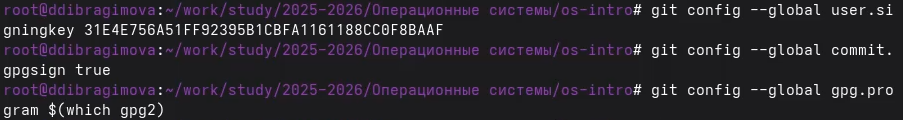 root@ddibragimova:~/work/study/2025-2026/Операционные системы/os-intro# git config --global user.si
gningkey 31E4E756A51FF92395B1CBFA1161188CC0F8BAAF
root@ddibragimova:~/work/study/2025-2026/Операционные системы/os-intro# git config --global commit.
gpgsign true
root@ddibragimova:~/work/study/2025-2026/Операционные системы/os-intro# git config --global gpg.pro
gram $(which gpg2)